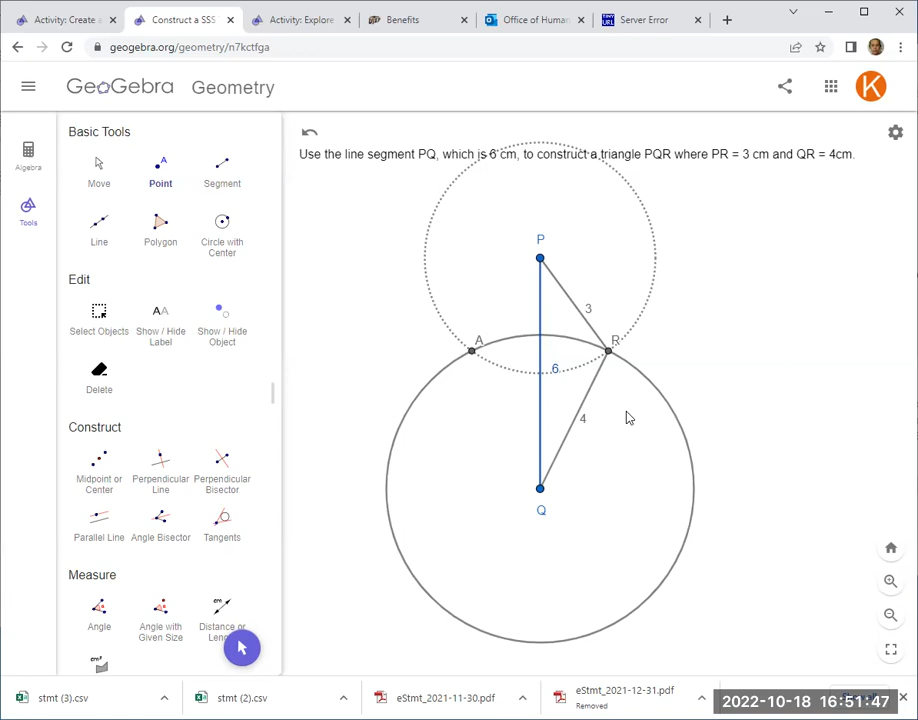 Activity: Create a
Construct a SSS
Activity: Explore
Benefits
Office of Human
Server Error
geogebra.org/geometry/n7kctfga
GeoGebra Geometry
K
Algebra
Tools
Basic Tools
Move
Point
Segment
Line
Polygon
Circle with
Center
Edit
Select Objects
Show / Hide
Label
Show / Hide
Object
Delete
Construct
Midpoint or
Center
Perpendicular
Line
Perpendicular
Bisector
Parallel Line
Angle Bisector
Tangents
Measure
Angle
Angle with
Given Size
Distance or
Use the line segment PQ, which is 6 cm, to construct a triangle PQR where PR = 3 cm and QR = 4cm.
P
3
A
R
6
4
Q
stmt (3).csv
stmt (2).csv
eStmt_2021-11-30.pdf
eStmt_2021-12-31.pdf
Removed
2022-10-18 16:51:47